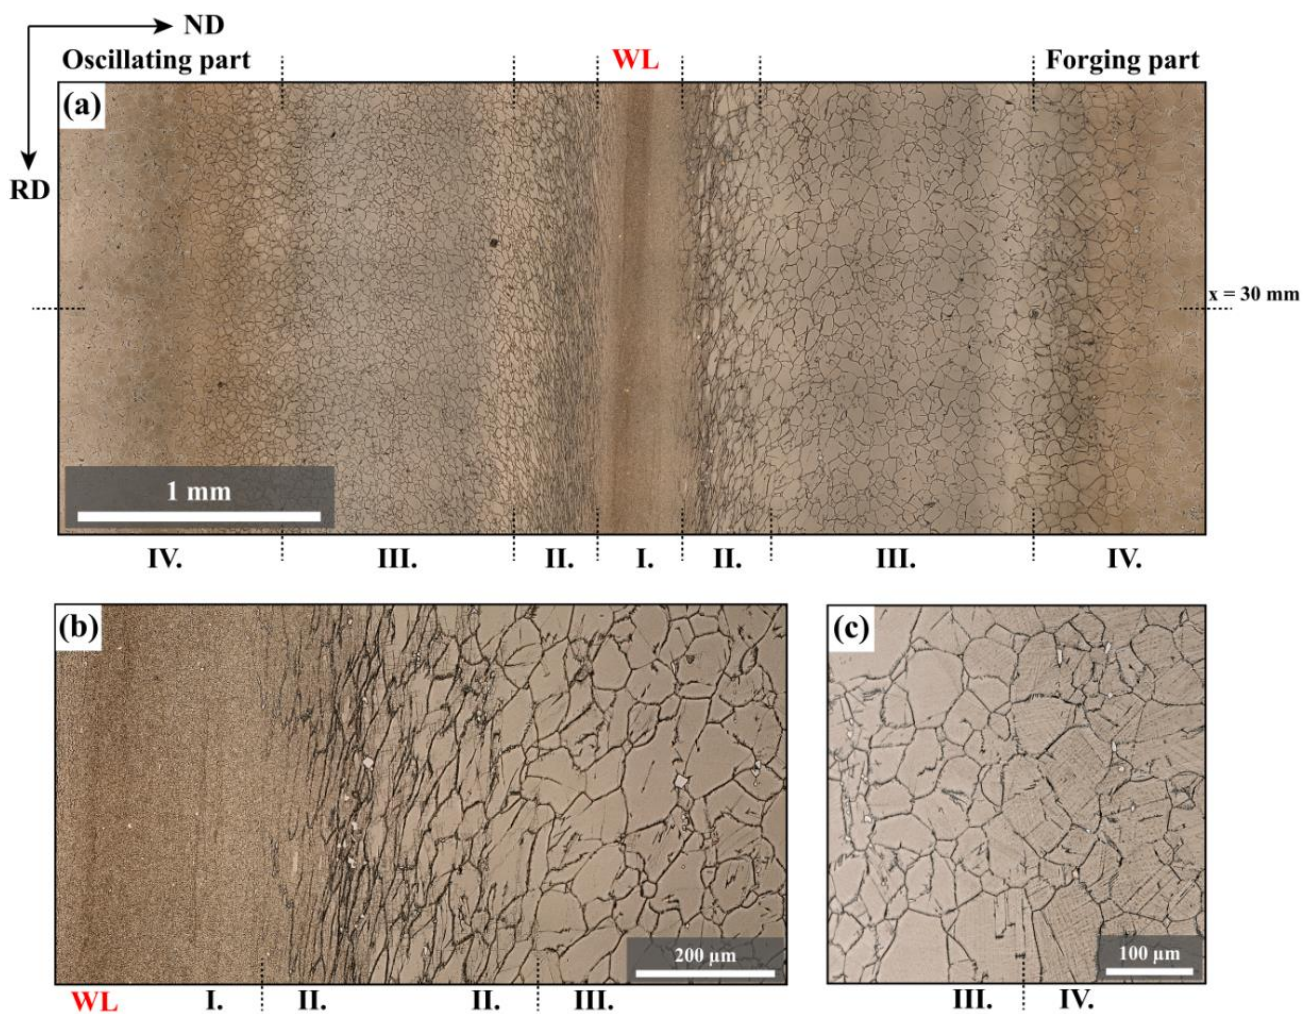 ND
Oscillating part WL Forging part
(a)
RD
x = 30 mm
1 mm
IV. III. II. I. II. III. IV.
(b) (c)
200 µm 100 µm
WL I. II. II. III. III. IV.